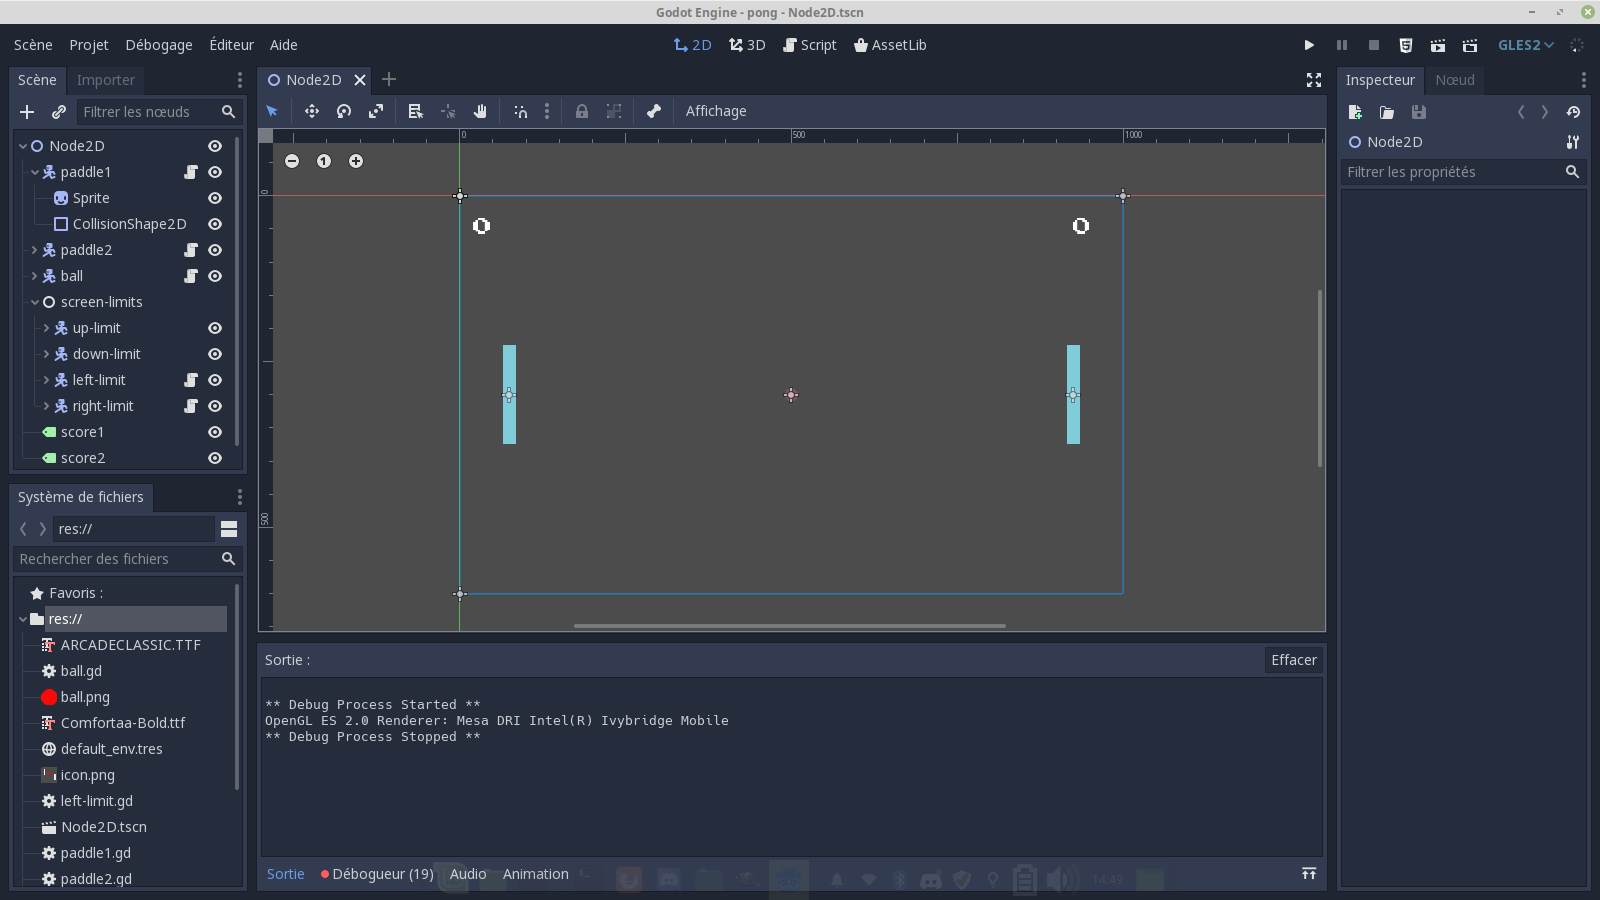 Godot Engine - pong - Node2D.tscn
Scène Projet Débogage Éditeur Aide 2D 3D Script AssetLib GLES2
Scène Importer
Filtrer les nœuds
Node2D
paddle1
Sprite
CollisionShape2D
paddle2
ball
screen-limits
up-limit
down-limit
left-limit
right-limit
score1
score2
Système de fichiers
res://
Rechercher des fichiers
Favoris :
res://
ARCADECLASSIC.TTF
ball.gd
ball.png
Comfortaa-Bold.ttf
default_env.tres
icon.png
left-limit.gd
Node2D.tscn
paddle1.gd
paddle2.gd
Node2D
Affichage
0 500 1000
0
500
1
0 0
Sortie :
Effacer
** Debug Process Started **
OpenGL ES 2.0 Renderer: Mesa DRI Intel(R) Ivybridge Mobile
** Debug Process Stopped **
Sortie Débogueur (19) Audio Animation
14:49
Inspecteur Nœud
Node2D
Filtrer les propriétés